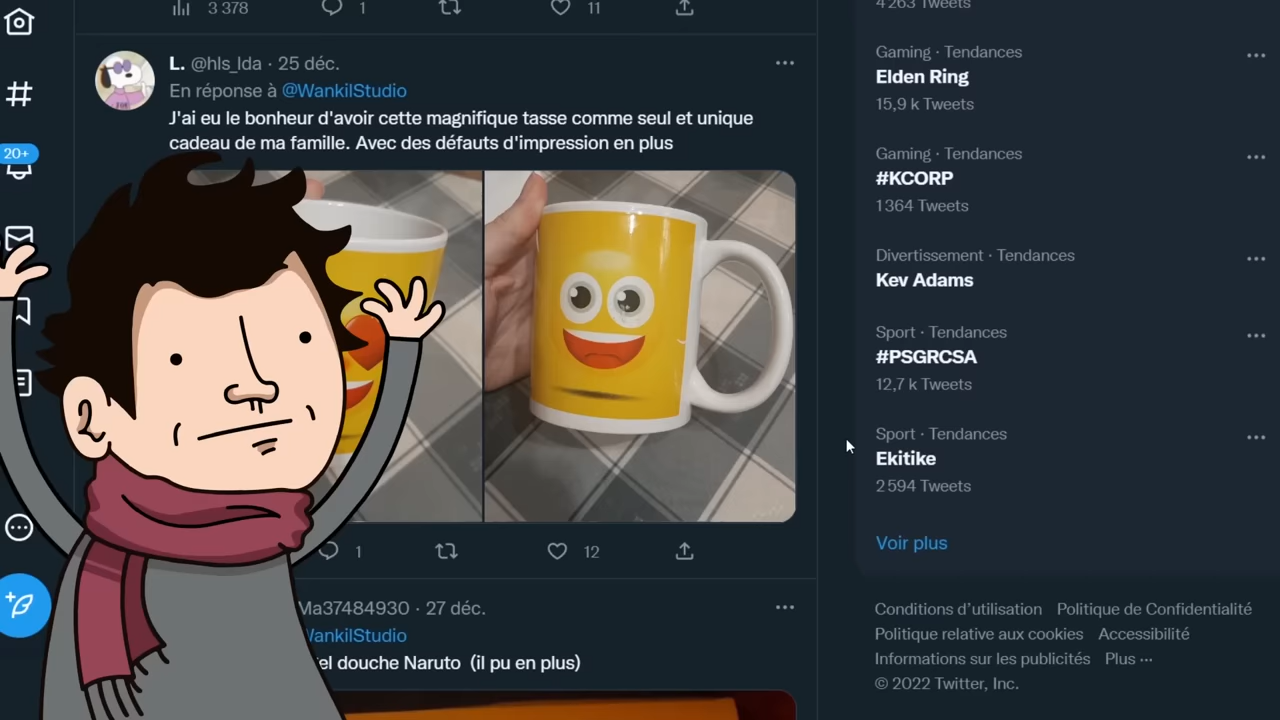 3 378
1
11
L. @hls_lda · 25 déc.
En réponse à @WankilStudio
J'ai eu le bonheur d'avoir cette magnifique tasse comme seul et unique
cadeau de ma famille. Avec des défauts d'impression en plus
1
12
Ma37484930 · 27 déc.
WankilStudio
el douche Naruto (il pu en plus)
20+
4 263 Tweets
Gaming · Tendances
Elden Ring
15,9 k Tweets
Gaming · Tendances
#KCORP
1 364 Tweets
Divertissement · Tendances
Kev Adams
Sport · Tendances
#PSGRCSA
12,7 k Tweets
Sport · Tendances
Ekitike
2 594 Tweets
Voir plus
Conditions d'utilisation Politique de Confidentialité
Politique relative aux cookies Accessibilité
Informations sur les publicités Plus ···
© 2022 Twitter, Inc.